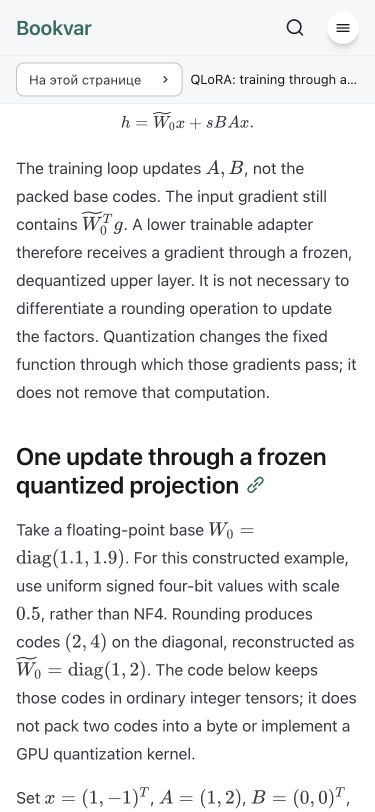 Bookvar
На этой странице
QLoRA: training through a...
h = W̃₀x + sBAx.
The training loop updates A, B, not the
packed base codes. The input gradient still
contains W̃₀ᵀg. A lower trainable adapter
therefore receives a gradient through a frozen,
dequantized upper layer. It is not necessary to
differentiate a rounding operation to update
the factors. Quantization changes the fixed
function through which those gradients pass; it
does not remove that computation.
One update through a frozen
quantized projection
Take a floating-point base W₀ =
diag(1.1, 1.9). For this constructed example,
use uniform signed four-bit values with scale
0.5, rather than NF4. Rounding produces
codes (2, 4) on the diagonal, reconstructed as
W̃₀ = diag(1, 2). The code below keeps
those codes in ordinary integer tensors; it does
not pack two codes into a byte or implement a
GPU quantization kernel.
Set x = (1, −1)ᵀ, A = (1, 2), B = (0, 0)ᵀ,